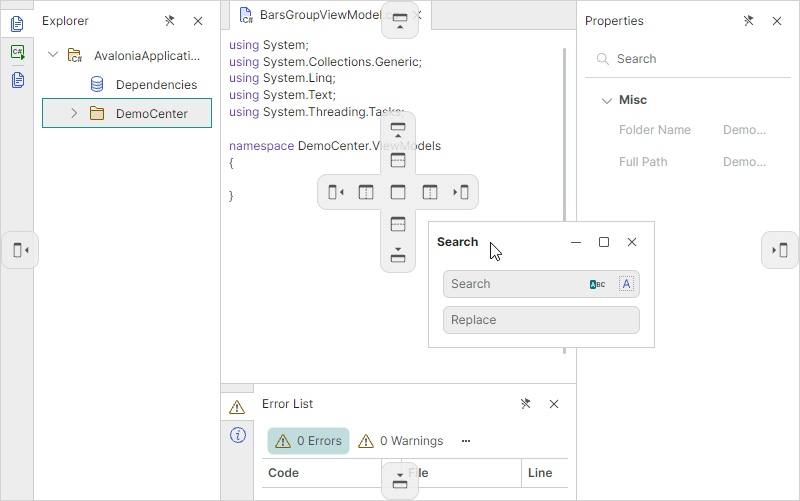 Explorer
AvaloniaApplicati...
Dependencies
DemoCenter
C#
C#
C#
BarsGroupViewModel.c
using System;
using System.Collections.Generic;
using System.Linq;
using System.Text;
using System.Threading.Tasks;
namespace DemoCenter.ViewModels
{
}
Search
Search
ABC
A
Replace
Error List
0 Errors
0 Warnings
Code
File
Line
Properties
Search
Misc
Folder Name
Demo...
Full Path
Demo...